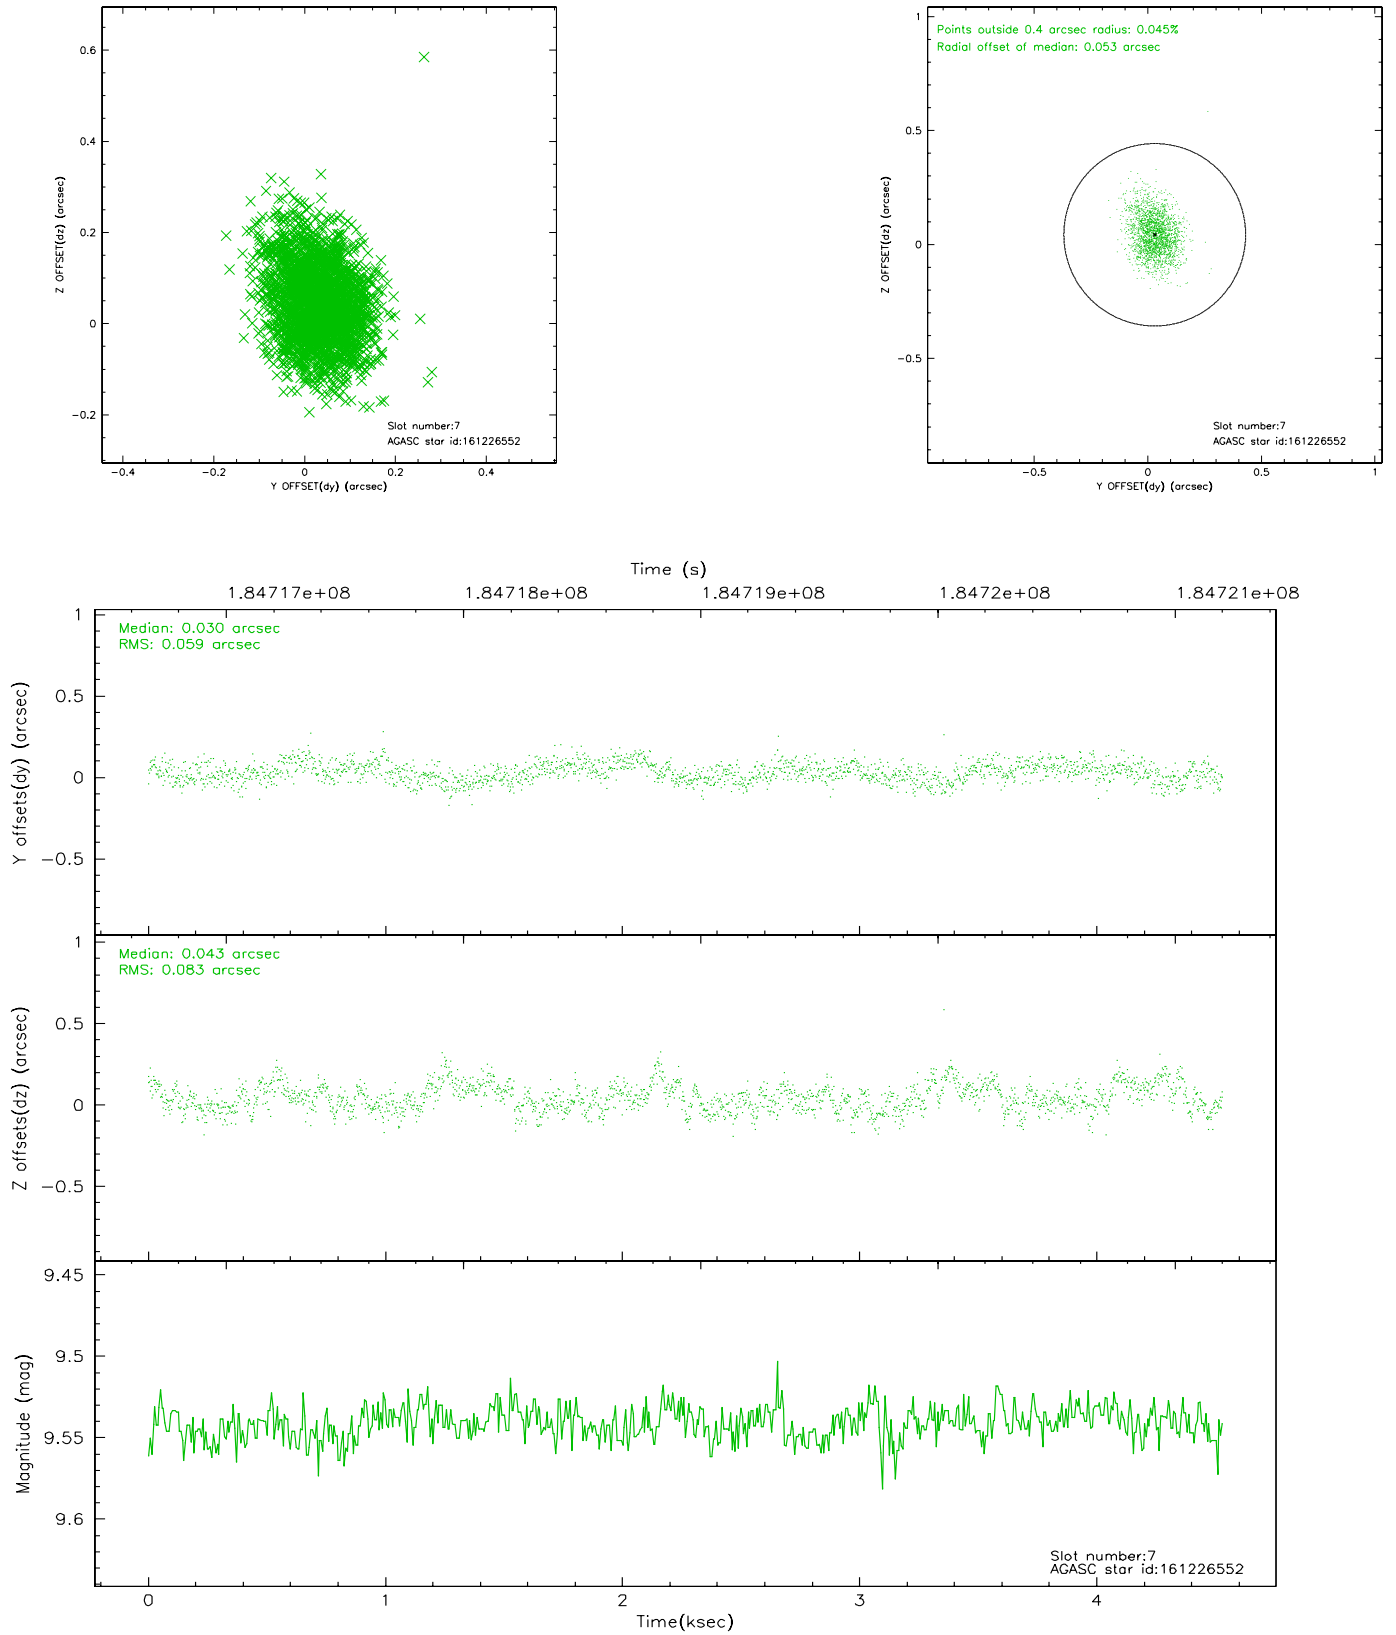 0.6
0.4
0.2
0
−0.2
Z OFFSET(dz) (arcsec)
Slot number:7
AGASC star id:161226552
−0.4 −0.2 0 0.2 0.4
Y OFFSET(dy) (arcsec)
Points outside 0.4 arcsec radius: 0.045%
Radial offset of median: 0.053 arcsec
1
0.5
0
−0.5
Z OFFSET(dz) (arcsec)
Slot number:7
AGASC star id:161226552
−0.5 0 0.5 1
Y OFFSET(dy) (arcsec)
Time (s)
1.84717e+08 1.84718e+08 1.84719e+08 1.8472e+08 1.84721e+08
Median: 0.030 arcsec
RMS: 0.059 arcsec
1
0.5
0
−0.5
Y offsets(dy) (arcsec)
Median: 0.043 arcsec
RMS: 0.083 arcsec
1
0.5
0
−0.5
Z offsets(dz) (arcsec)
9.45
9.5
9.55
9.6
Magnitude (mag)
Slot number:7
AGASC star id:161226552
0 1 2 3 4
Time(ksec)